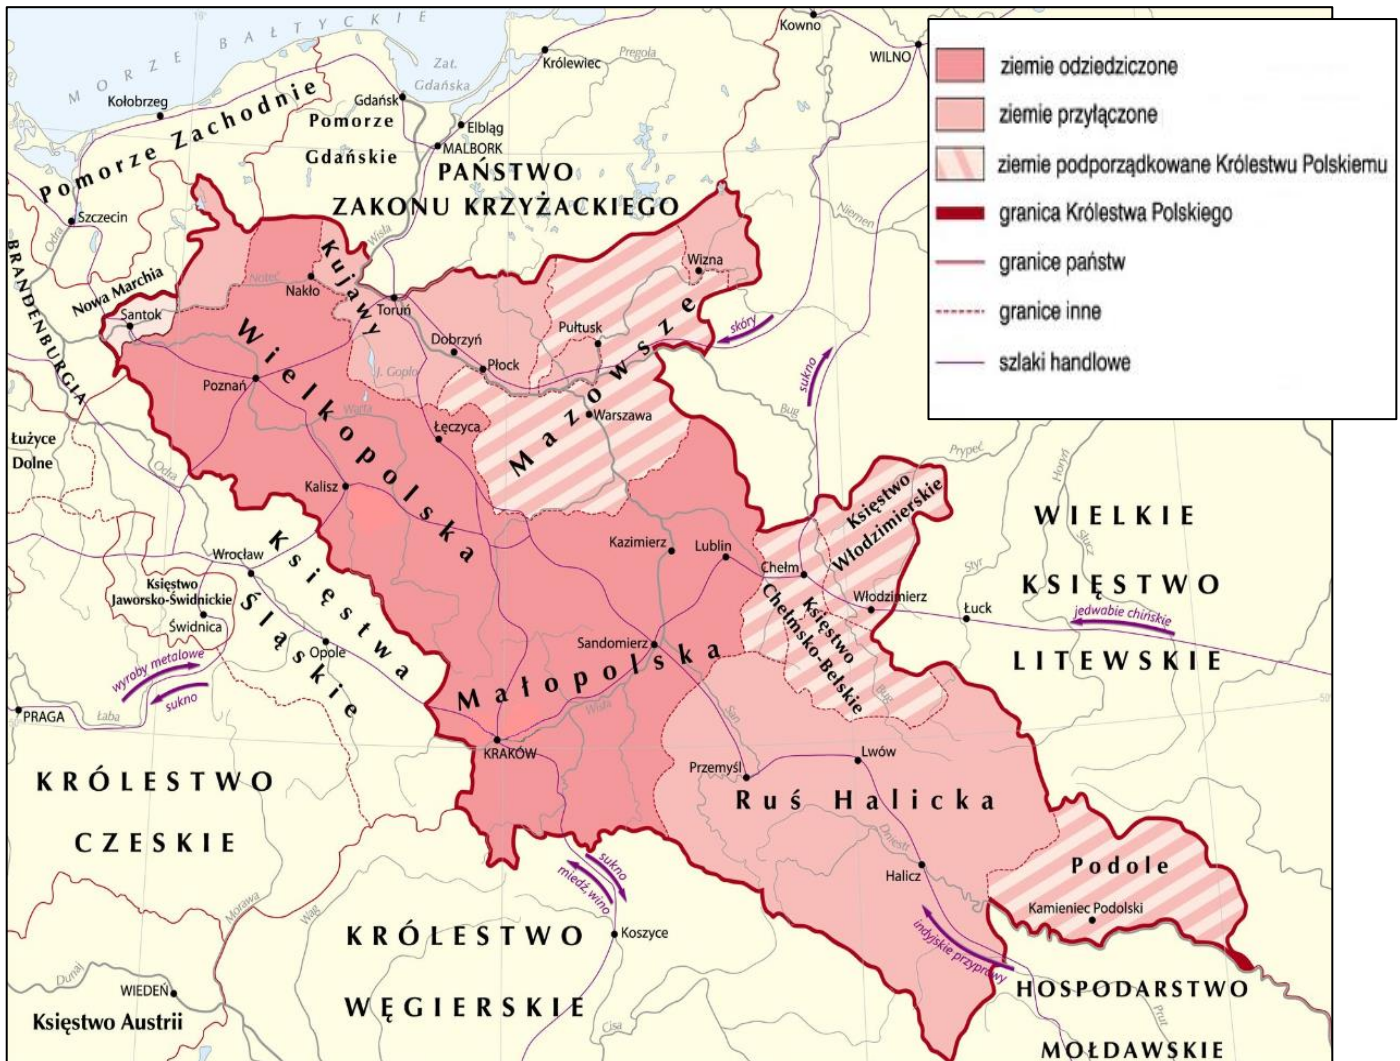 MORZE BAŁTYCKIE
Zat.
Gdańska
Kowno
WILNO
Królewiec
Pregoła
Kołobrzeg
Gdańsk
Pomorze Zachodnie
Pomorze
Gdańskie
Elbląg
MALBORK
PAŃSTWO
ZAKONU KRZYŻACKIEGO
Szczecin
Odra
BRANDENBURGIA
Nowa Marchia
Santok
Noteć
Nakło
Kujawy
Wisła
Toruń
Wizna
Niemen
Dobrzyń
Płock
Pułtusk
skóry
sukno
J. Gopło
Poznań
Wielkopolska
Warta
Łęczyca
Mazowsze
Warszawa
Bug
Łużyce
Dolne
Odra
Kalisz
Prypeć
Horyń
Księstwo
Włodzimierskie
WIELKIE
KSIĘSTWO
LITEWSKIE
Słucz
Styr
Wrocław
Księstwa
Śląskie
Kazimierz
Lublin
Chełm
Włodzimierz
Łuck
jedwabie chińskie
Księstwo
Jaworsko-Świdnickie
Świdnica
Opole
Księstwo
Chełmsko-Bełskie
Bug
Sandomierz
Małopolska
wyroby metalowe
sukno
PRAGA
Łaba
KRAKÓW
Wisła
San
Przemyśl
Lwów
Ruś Halicka
KRÓLESTWO
CZESKIE
sukno
miedź, wino
Dniestr
Halicz
Podole
Kamieniec Podolski
Morawa
Wag
KRÓLESTWO
WĘGIERSKIE
Koszyce
indyjskie przyprawy
Dunaj
WIEDEŃ
Księstwo Austrii
Cisa
HOSPODARSTWO
MOŁDAWSKIE
Prut
50
ziemie odziedziczone
ziemie przyłączone
ziemie podporządkowane Królestwu Polskiemu
granica Królestwa Polskiego
granice państw
granice inne
szlaki handlowe